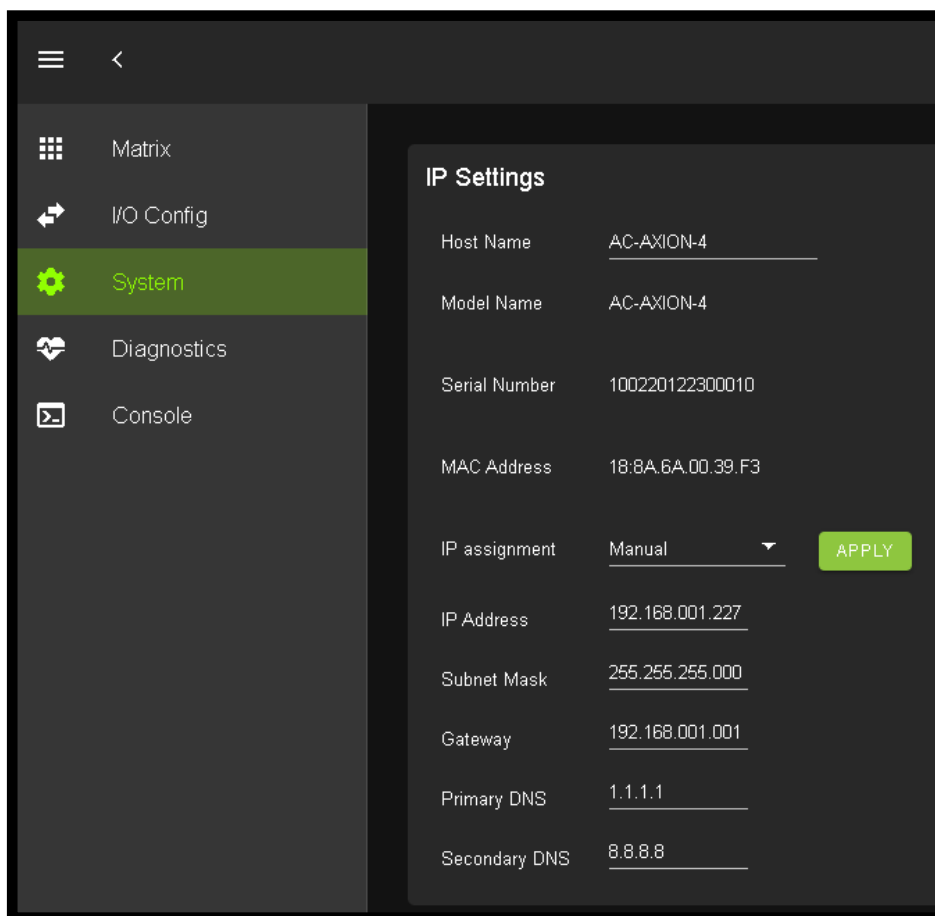 Matrix
I/O Config
System
Diagnostics
Console
IP Settings
Host Name AC-AXION-4
Model Name AC-AXION-4
Serial Number 100220122300010
MAC Address 18:8A.6A.00.39.F3
IP assignment Manual APPLY
IP Address 192.168.001.227
Subnet Mask 255.255.255.000
Gateway 192.168.001.001
Primary DNS 1.1.1.1
Secondary DNS 8.8.8.8